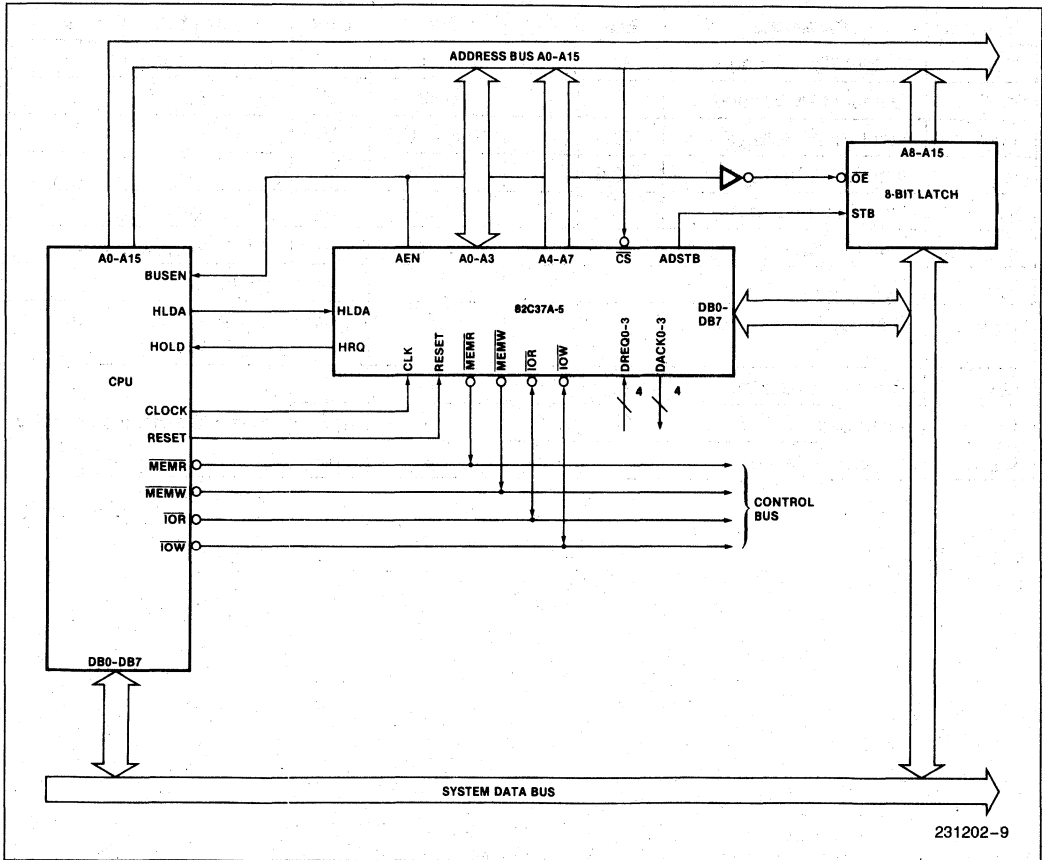 ADDRESS BUS A0-A15
A8-A15
OE
8-BIT LATCH
STB
A0-A15
BUSEN
HLDA
HOLD
CPU
CLOCK
RESET
MEMR
MEMW
IOR
IOW
DB0-DB7
AEN
A0-A3
A4-A7
CS
ADSTB
HLDA
82C37A-5
DB0-
DB7
HRQ
CLK
RESET
MEMR
MEMW
IOR
IOW
DREQ0-3
DACK0-3
4
4
CONTROL
BUS
SYSTEM DATA BUS
231202-9